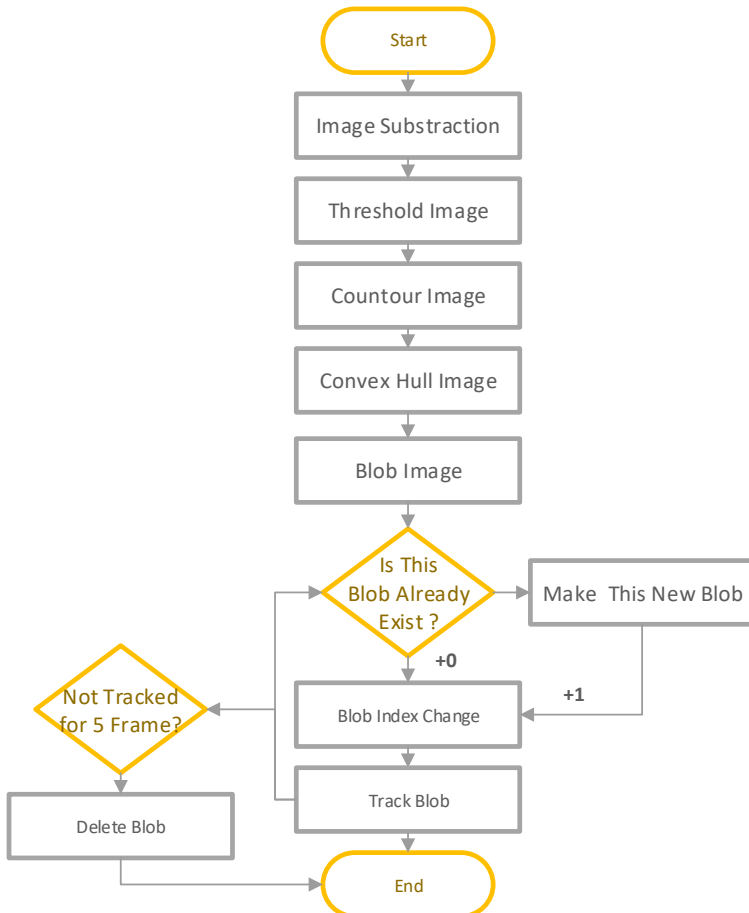 Start
Image Substraction
Threshold Image
Countour Image
Convex Hull Image
Blob Image
Is This
Blob Already
Exist ?
Make This New Blob
+0
+1
Not Tracked
for 5 Frame?
Blob Index Change
Track Blob
Delete Blob
End